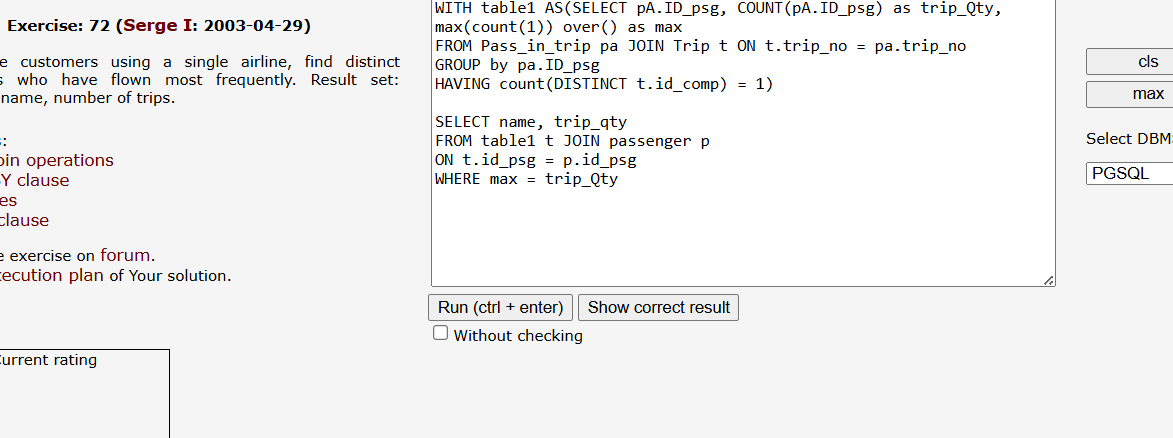 Exercise: 72 (Serge I: 2003-04-29)
e customers using a single airline, find distinct
s who have flown most frequently. Result set:
name, number of trips.
s:
oin operations
Y clause
es
clause
e exercise on forum.
xecution plan of Your solution.
Current rating
WITH table1 AS(SELECT pA.ID_psg, COUNT(pA.ID_psg) as trip_Qty,
max(count(1)) over() as max
FROM Pass_in_trip pa JOIN Trip t ON t.trip_no = pa.trip_no
GROUP by pa.ID_psg
HAVING count(DISTINCT t.id_comp) = 1)
SELECT name, trip_qty
FROM table1 t JOIN passenger p
ON t.id_psg = p.id_psg
WHERE max = trip_Qty
Run (ctrl + enter) Show correct result
Without checking
cls
max
Select DBMS
PGSQL